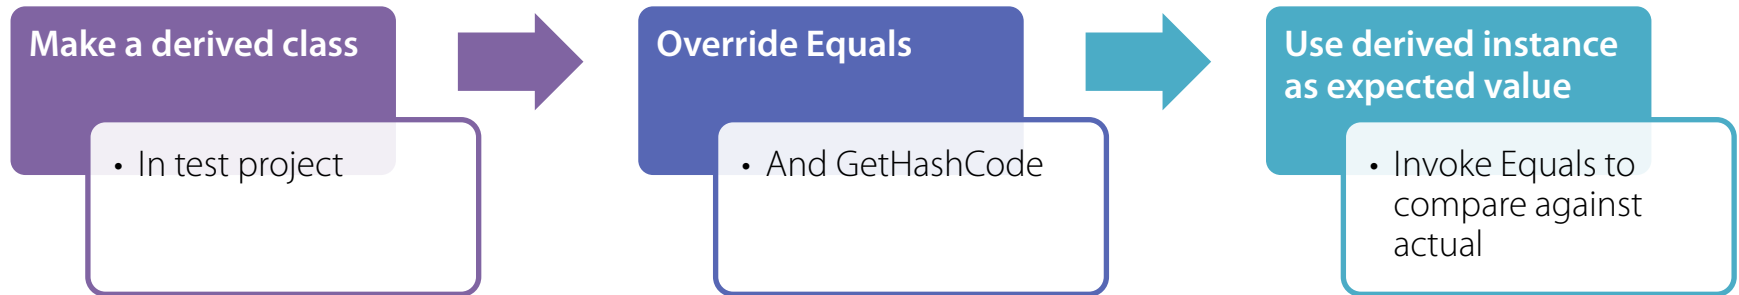 Make a derived class
• In test project
Override Equals
• And GetHashCode
Use derived instance
as expected value
• Invoke Equals to
compare against
actual